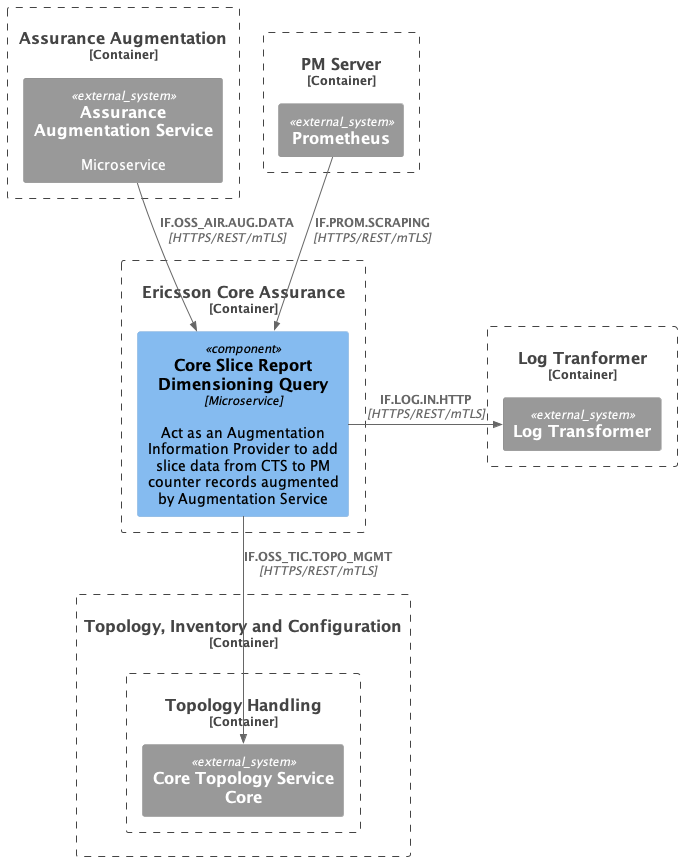 Assurance Augmentation
[Container]
«external_system»
Assurance
Augmentation Service
Microservice
PM Server
[Container]
«external_system»
Prometheus
IF.OSS_AIR.AUG.DATA
[HTTPS/REST/mTLS]
IF.PROM.SCRAPING
[HTTPS/REST/mTLS]
Ericsson Core Assurance
[Container]
«component»
Core Slice Report
Dimensioning Query
[Microservice]
Act as an Augmentation
Information Provider to add
slice data from CTS to PM
counter records augmented
by Augmentation Service
IF.LOG.IN.HTTP
[HTTPS/REST/mTLS]
Log Tranformer
[Container]
«external_system»
Log Transformer
IF.OSS_TIC.TOPO_MGMT
[HTTPS/REST/mTLS]
Topology, Inventory and Configuration
[Container]
Topology Handling
[Container]
«external_system»
Core Topology Service
Core